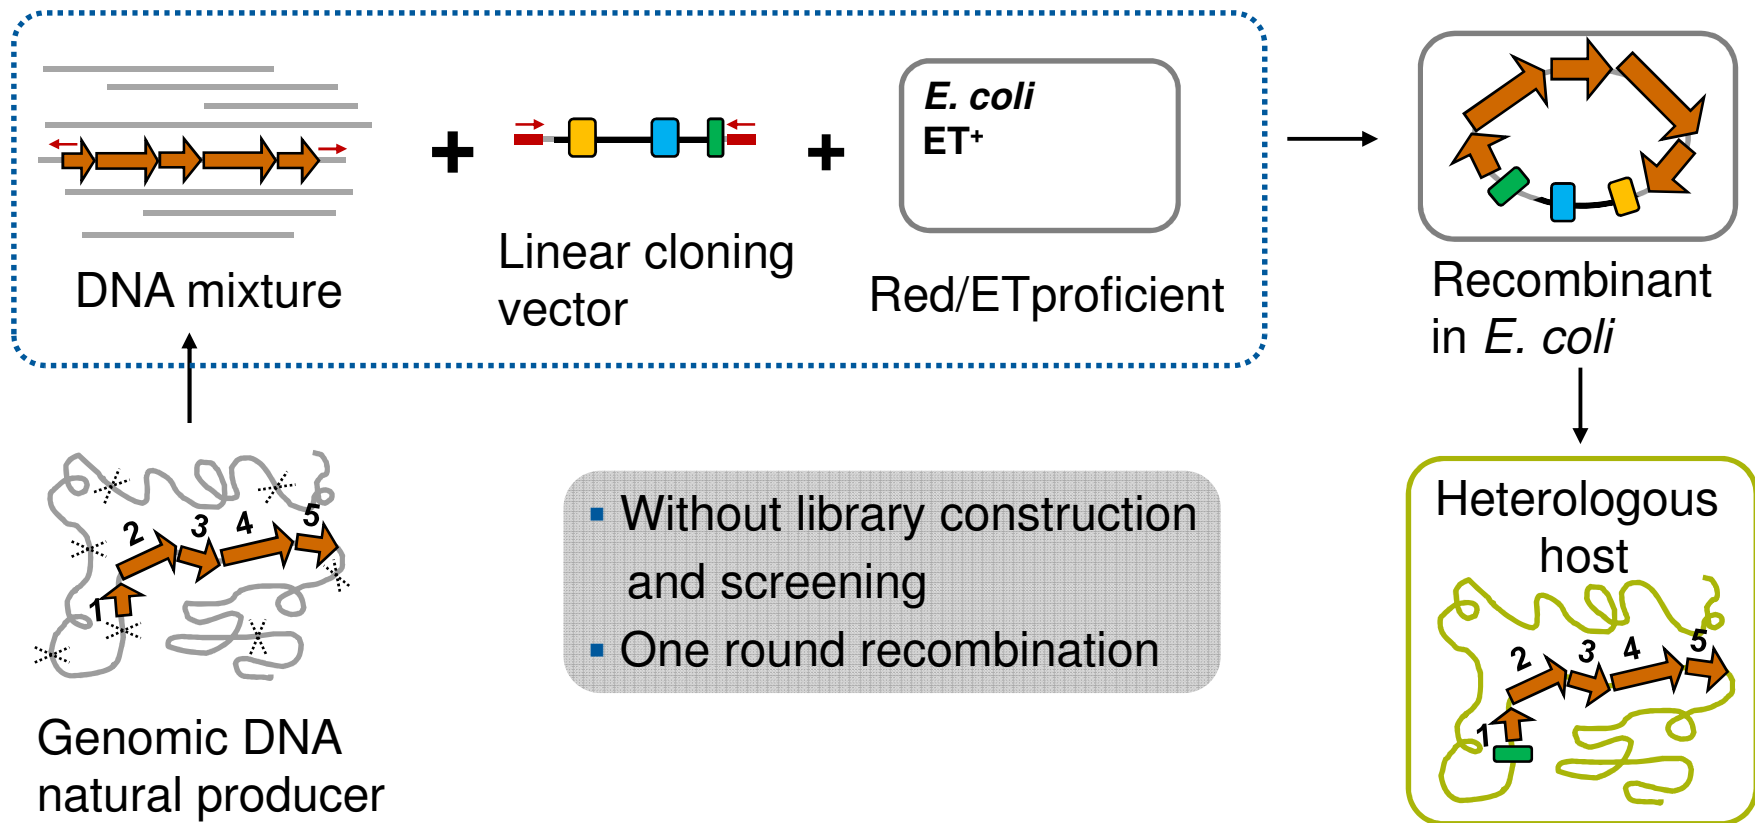 E. coli
ET+
+
+
DNA mixture
Linear cloning
vector
Red/ETproficient
Recombinant
in E. coli
2
3
4
5
1
Genomic DNA
natural producer
▪ Without library construction
and screening
▪ One round recombination
Heterologous
host
2
3
4
5
1